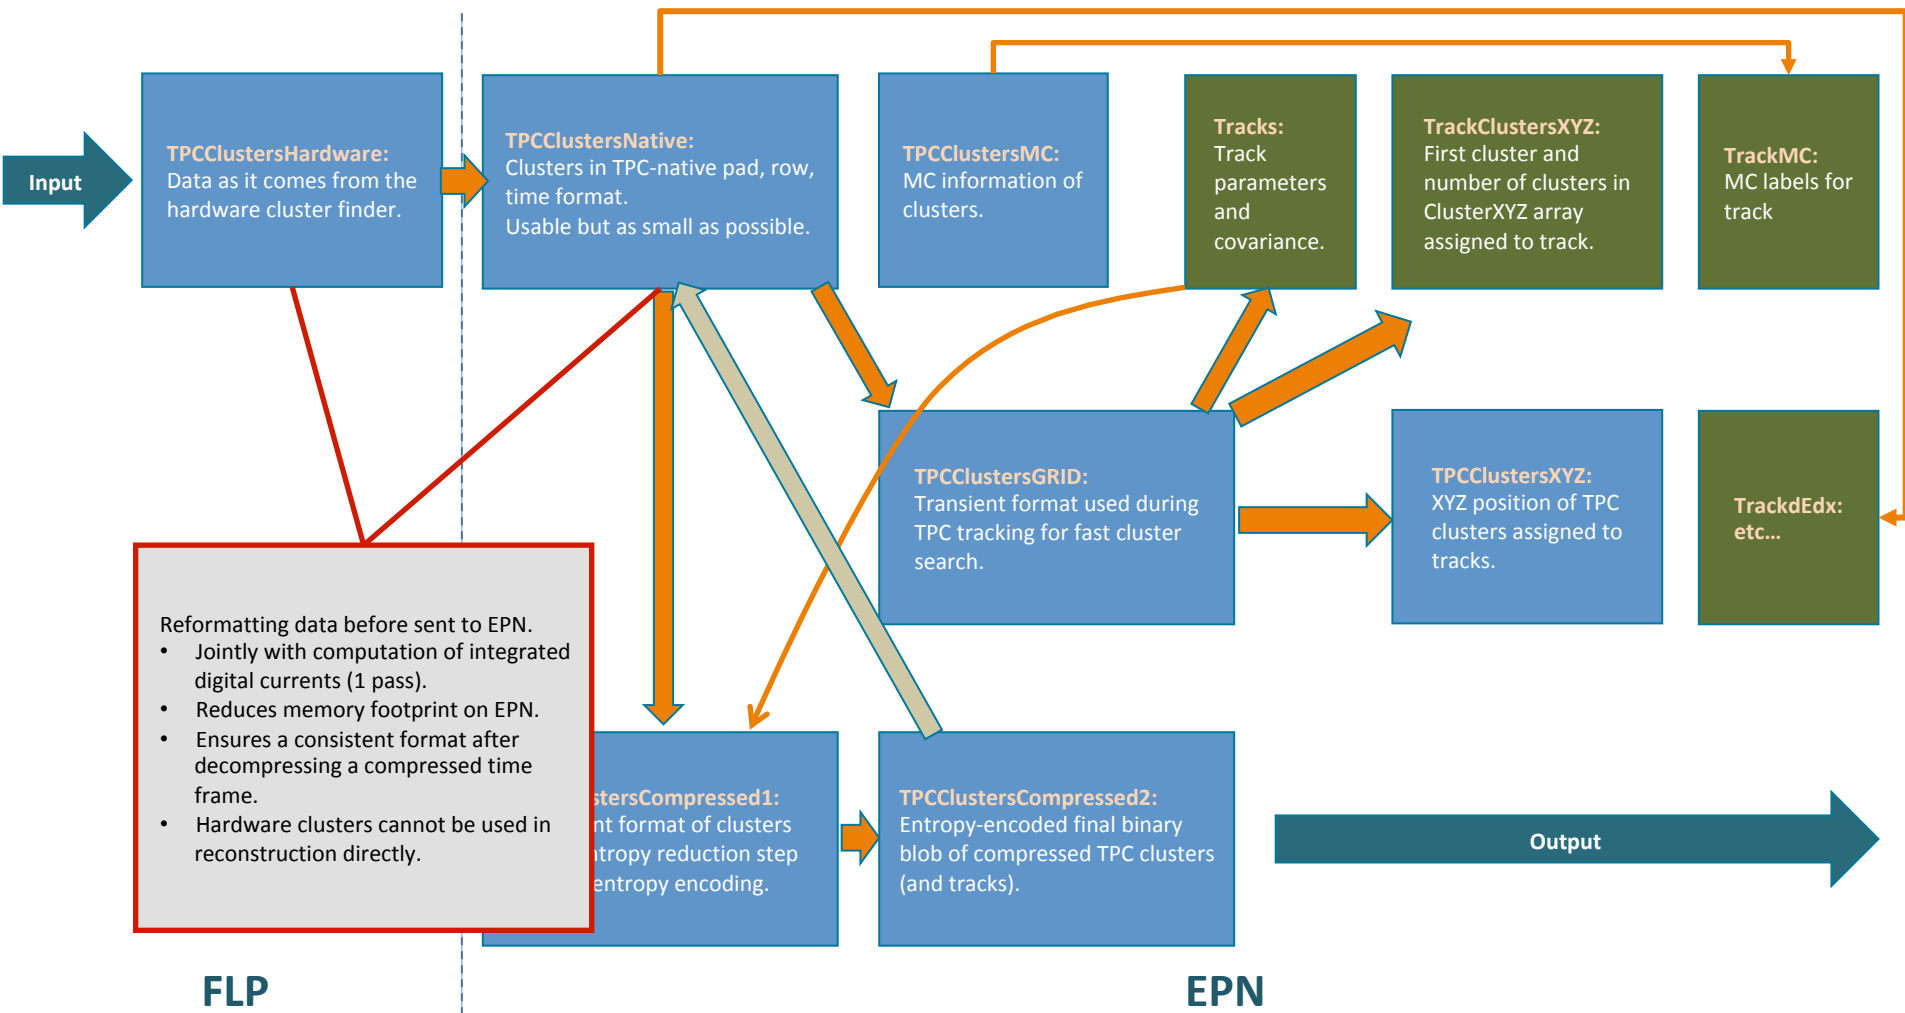 Input
TPCClustersHardware:
Data as it comes from the
hardware cluster finder.
TPCClustersNative:
Clusters in TPC-native pad, row,
time format.
Usable but as small as possible.
TPCClustersMC:
MC information of
clusters.
Tracks:
Track
parameters
and
covariance.
TrackClustersXYZ:
First cluster and
number of clusters in
ClusterXYZ array
assigned to track.
TrackMC:
MC labels for
track
TPCClustersGRID:
Transient format used during
TPC tracking for fast cluster
search.
TPCClustersXYZ:
XYZ position of TPC
clusters assigned to
tracks.
TrackdEdx:
etc...
Reformatting data before sent to EPN.
• Jointly with computation of integrated
digital currents (1 pass).
• Reduces memory footprint on EPN.
• Ensures a consistent format after
decompressing a compressed time
frame.
• Hardware clusters cannot be used in
reconstruction directly.
stersCompressed1:
nt format of clusters
ntropy reduction step
entropy encoding.
TPCClustersCompressed2:
Entropy-encoded final binary
blob of compressed TPC clusters
(and tracks).
Output
FLP
EPN